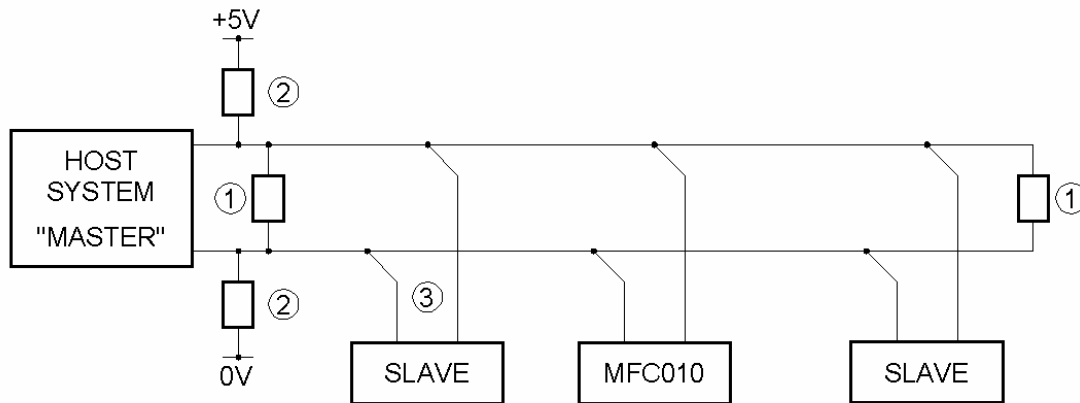 +5V
②
HOST
SYSTEM
"MASTER"
①
①
②
③
0V
SLAVE
MFC010
SLAVE